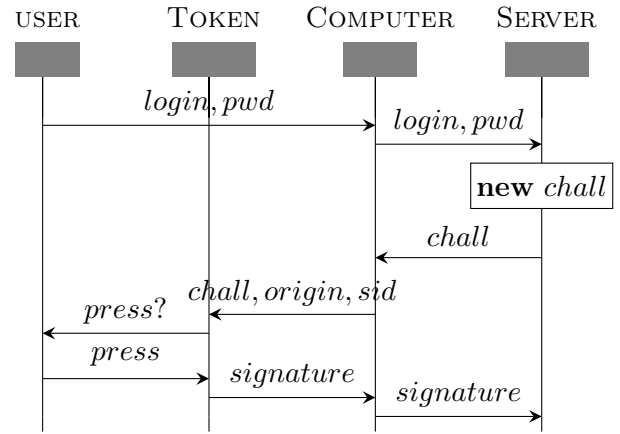 USER TOKEN COMPUTER SERVER
login, pwd
login, pwd
new chall
chall
chall, origin, sid
press?
press
signature
signature